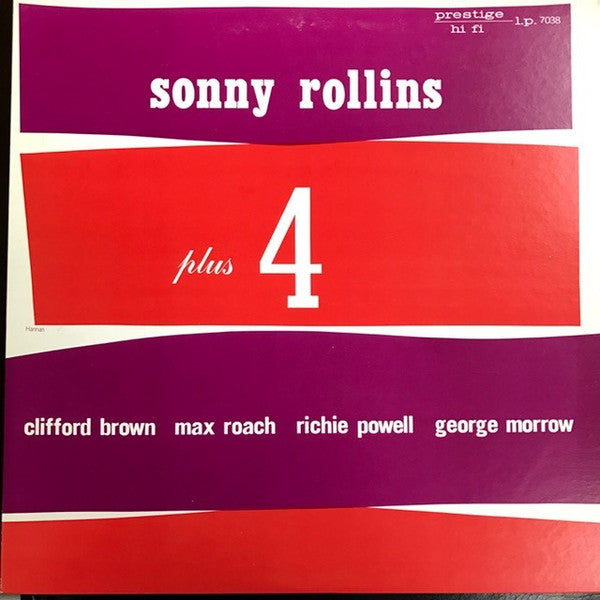 prestige
hi fi
l.p. 7038
sonny rollins
plus 4
Hannan
clifford brown max roach richie powell george morrow